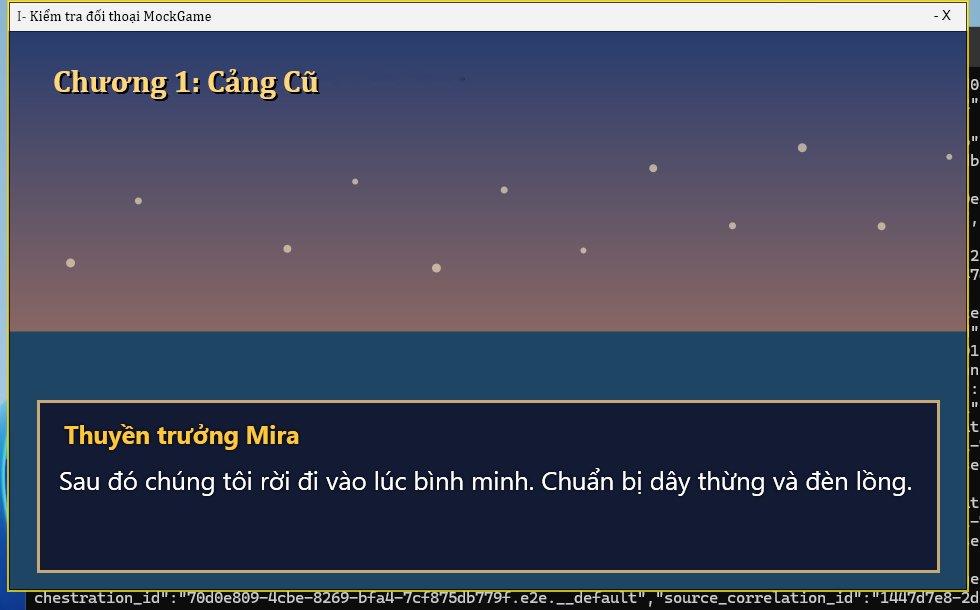 I- Kiểm tra đối thoại MockGame
- X
Chương 1: Cảng Cũ
Thuyền trưởng Mira
Sau đó chúng tôi rời đi vào lúc bình minh. Chuẩn bị dây thừng và đèn lồng.
chestration_id":"70d0e809-4cbe-8269-bfa4-7cf875db779f.e2e.__default","source_correlation_id":"1447d7e8-2d